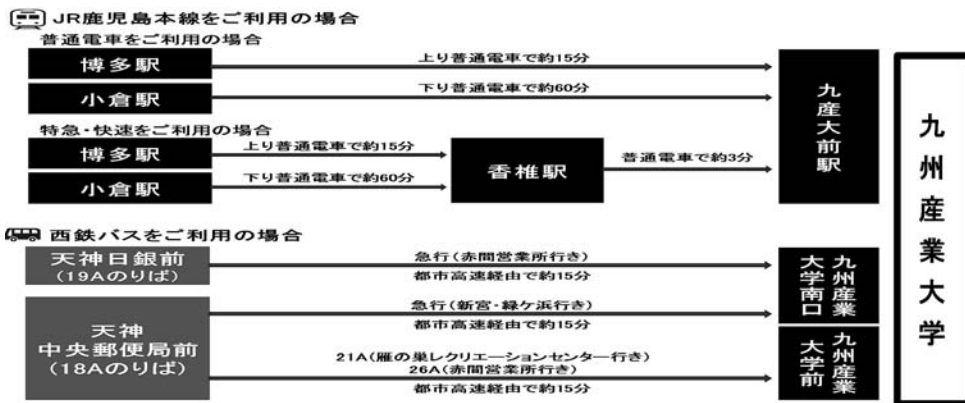 JR鹿児島本線をご利用の場合
普通電車をご利用の場合
博多駅
上り普通電車で約15分
小倉駅
下り普通電車で約60分
九産大前駅
特急・快速をご利用の場合
博多駅
上り普通電車で約15分
小倉駅
下り普通電車で約60分
香椎駅
普通電車で約3分
西鉄バスをご利用の場合
天神日銀前
(19Aのりば)
急行(赤間営業所行き)
都市高速経由で約15分
天神
中央郵便局前
(18Aのりば)
急行(新宮・緑ケ浜行き)
都市高速経由で約15分
九州産業
大学南口
21A(雁の巣レクリエーションセンター行き)
26A(赤間営業所行き)
都市高速経由で約15分
九州産業
大学前
九州産業大学